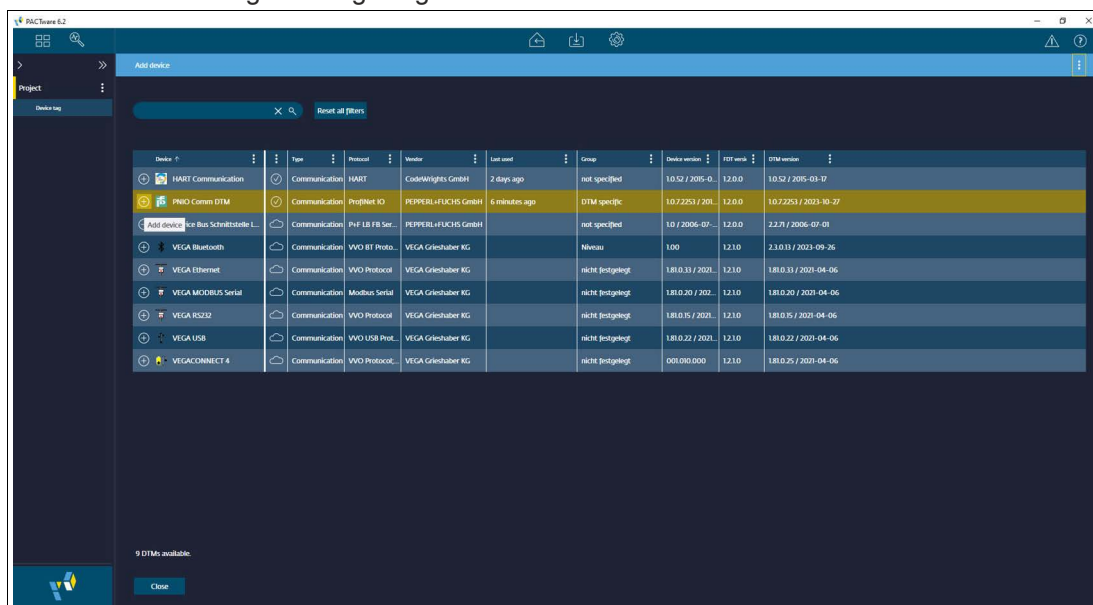 PACTware 6.2
Add device
Project
Device tag
Reset all filters
Device Type Protocol Vendor Last used Group Device version FDT versi DTM version
HART Communication Communication HART CodeWrights GmbH 2 days ago not specified 1.0.52 / 2015-0... 1.2.0.0 1.0.52 / 2015-03-17
PNIO Comm DTM Communication ProfiNet IO PEPPERL+FUCHS GmbH 6 minutes ago DTM specific 1.0.7.2253 / 201... 1.2.0.0 1.0.7.2253 / 2023-10-27
Add device ice Bus Schnittstelle L... Communication P+F LB FB Ser... PEPPERL+FUCHS GmbH not specified 1.0 / 2006-07-... 1.2.0.0 2.2.71 / 2006-07-01
VEGA Bluetooth Communication VVO BT Proto... VEGA Grieshaber KG Niveau 1.00 1.2.1.0 2.3.0.13 / 2023-09-26
VEGA Ethernet Communication VVO Protocol VEGA Grieshaber KG nicht festgelegt 1.81.0.33 / 2021... 1.2.1.0 1.81.0.33 / 2021-04-06
VEGA MODBUS Serial Communication Modbus Serial VEGA Grieshaber KG nicht festgelegt 1.81.0.20 / 202... 1.2.1.0 1.81.0.20 / 2021-04-06
VEGA RS232 Communication VVO Protocol VEGA Grieshaber KG nicht festgelegt 1.81.0.15 / 2021... 1.2.1.0 1.81.0.15 / 2021-04-06
VEGA USB Communication VVO USB Prot... VEGA Grieshaber KG nicht festgelegt 1.81.0.22 / 2021... 1.2.1.0 1.81.0.22 / 2021-04-06
VEGACONNECT 4 Communication VVO Protocol;... VEGA Grieshaber KG nicht festgelegt 001.010.000 1.2.1.0 1.81.0.25 / 2021-04-06
9 DTMs available.
Close